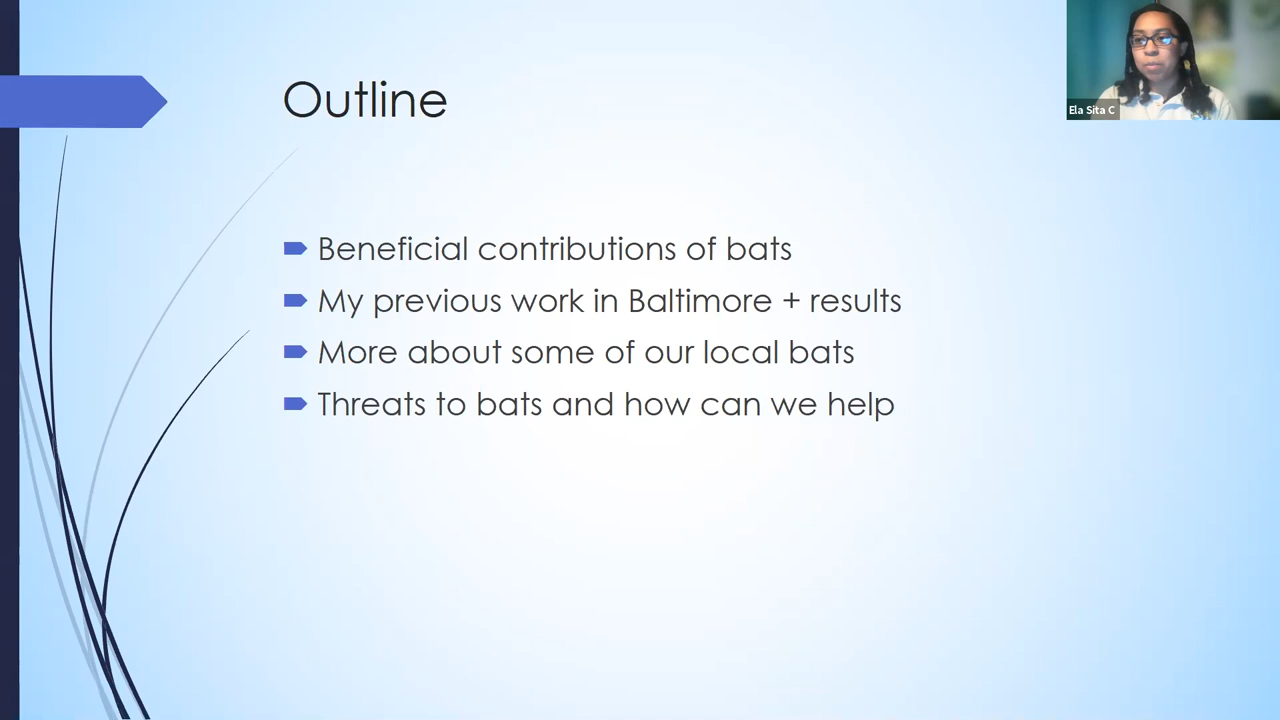 Outline
Ela Sita C
Beneficial contributions of bats
My previous work in Baltimore + results
More about some of our local bats
Threats to bats and how can we help